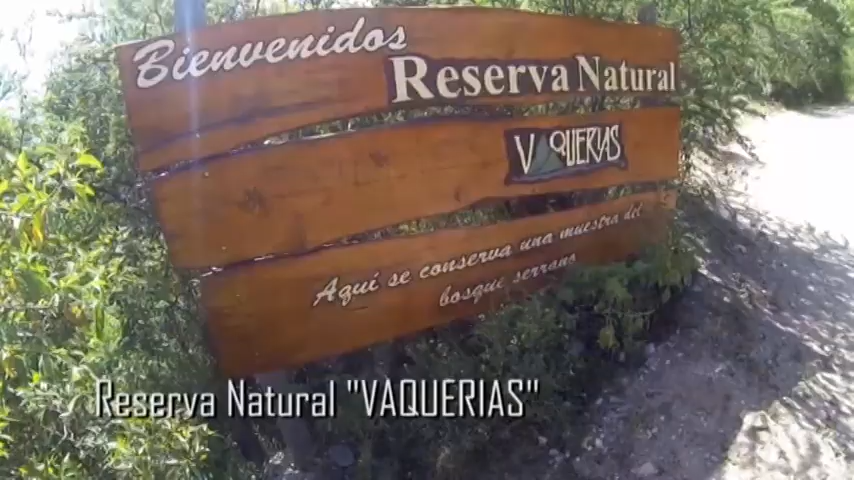 Bienvenidos
Reserva Natural
VAQUERIAS
Aquí se conserva una muestra del
bosque serrano
Reserva Natural "VAQUERIAS"